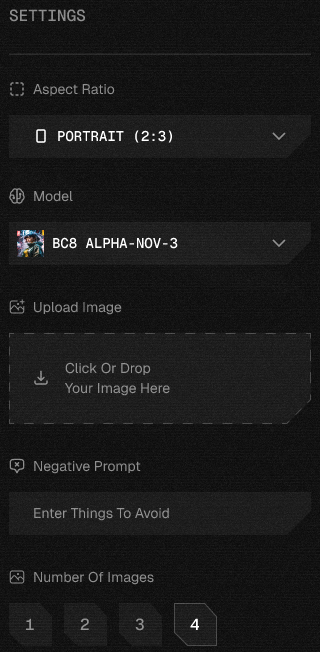 SETTINGS
Aspect Ratio
PORTRAIT (2:3)
Model
BC8 ALPHA-NOV-3
Upload Image
Click Or Drop
Your Image Here
Negative Prompt
Enter Things To Avoid
Number Of Images
1 2 3 4